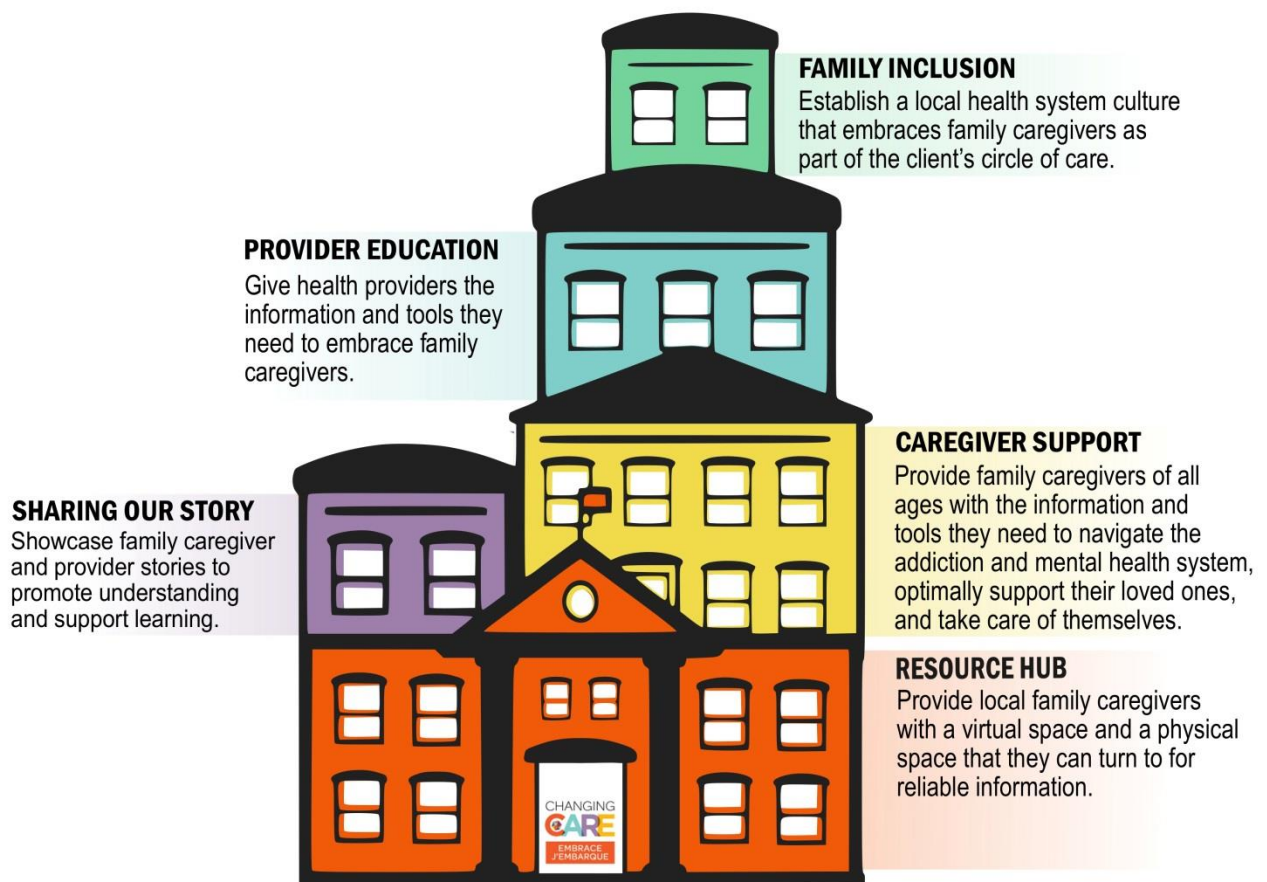 FAMILY INCLUSION
Establish a local health system culture
that embraces family caregivers as
part of the client's circle of care.
PROVIDER EDUCATION
Give health providers the
information and tools they
need to embrace family
caregivers.
CAREGIVER SUPPORT
Provide family caregivers of all
ages with the information and
tools they need to navigate the
addiction and mental health system,
optimally support their loved ones,
and take care of themselves.
SHARING OUR STORY
Showcase family caregiver
and provider stories to
promote understanding
and support learning.
RESOURCE HUB
Provide local family caregivers
with a virtual space and a physical
space that they can turn to for
reliable information.
CHANGING
CARE
EMBRACE
J'EMBARQUE